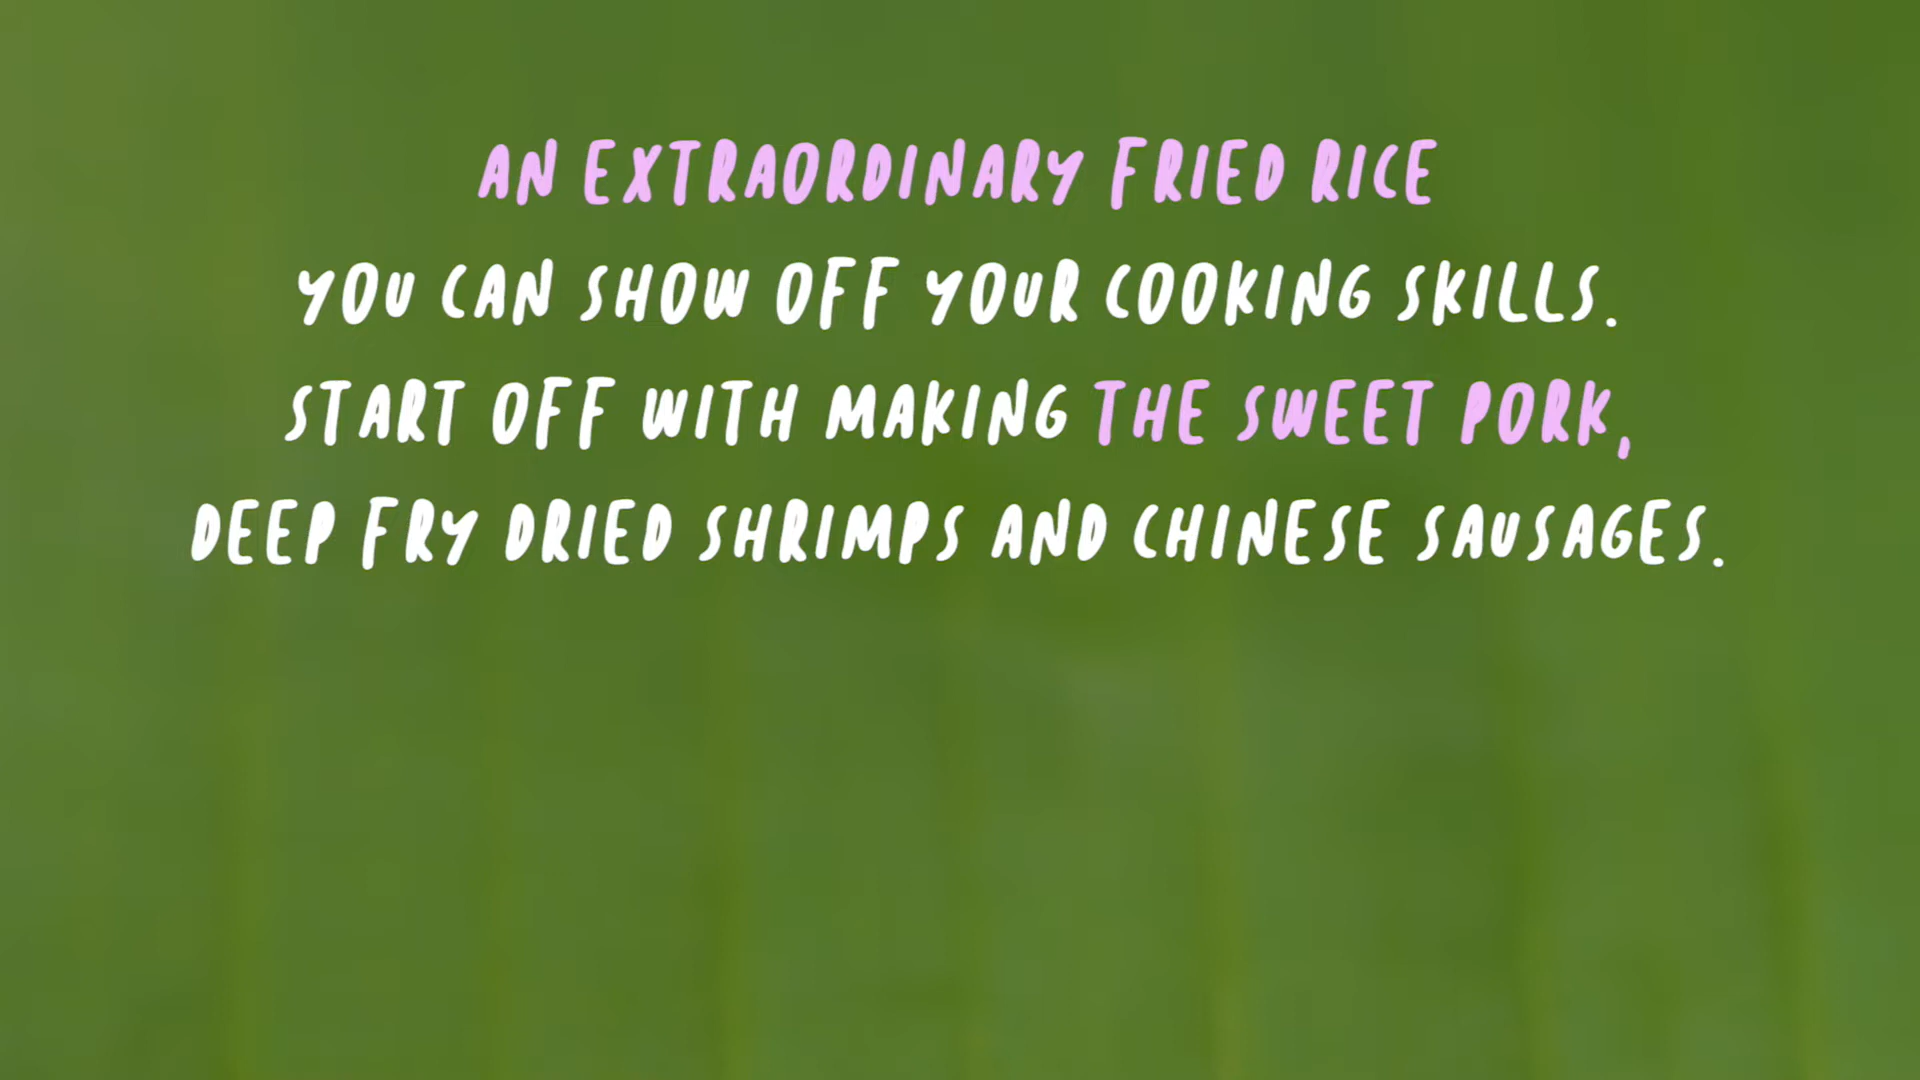 AN EXTRAORDINARY FRIED RICE
YOU CAN SHOW OFF YOUR COOKING SKILLS.
START OFF WITH MAKING THE SWEET PORK,
DEEP FRY DRIED SHRIMPS AND CHINESE SAUSAGES.